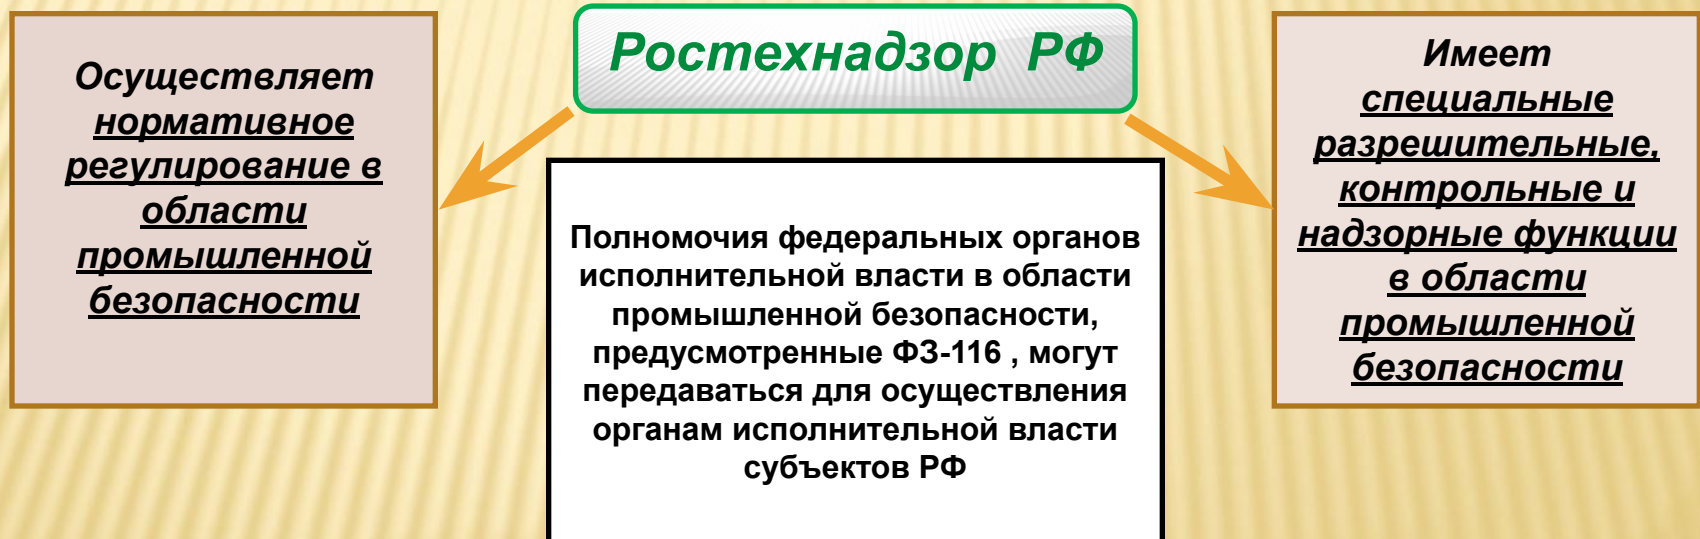 Ростехнадзор РФ
Осуществляет
нормативное
регулирование в
области
промышленной
безопасности
Полномочия федеральных органов
исполнительной власти в области
промышленной безопасности,
предусмотренные ФЗ-116 , могут
передаваться для осуществления
органам исполнительной власти
субъектов РФ
Имеет
специальные
разрешительные,
контрольные и
надзорные функции
в области
промышленной
безопасности